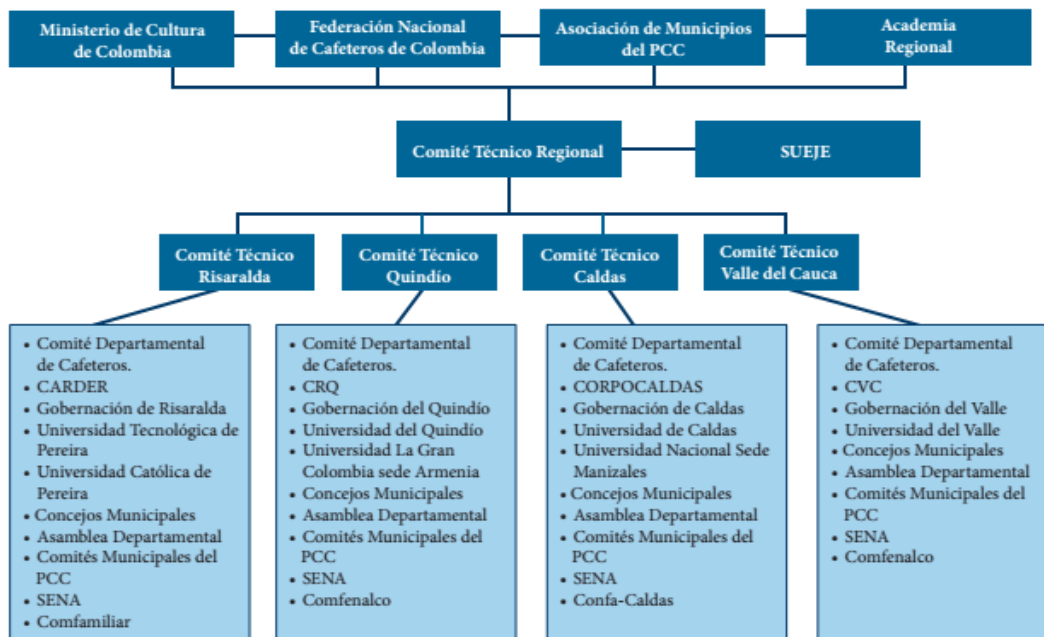 Ministerio de Cultura
de Colombia
Federación Nacional
de Cafeteros de Colombia
Asociación de Municipios
del PCC
Academia
Regional
Comité Técnico Regional
SUEJE
Comité Técnico
Risaralda
Comité Técnico
Quindío
Comité Técnico
Caldas
Comité Técnico
Valle del Cauca
• Comité Departamental
de Cafeteros.
• CARDER
• Gobernación de Risaralda
• Universidad Tecnológica de
Pereira
• Universidad Católica de
Pereira
• Concejos Municipales
• Asamblea Departamental
• Comités Municipales del
PCC
• SENA
• Comfamiliar
• Comité Departamental
de Cafeteros.
• CRQ
• Gobernación del Quindío
• Universidad del Quindío
• Universidad La Gran
Colombia sede Armenia
• Concejos Municipales
• Asamblea Departamental
• Comités Municipales del
PCC
• SENA
• Comfenalco
• Comité Departamental
de Cafeteros.
• CORPOCALDAS
• Gobernación de Caldas
• Universidad de Caldas
• Universidad Nacional Sede
Manizales
• Concejos Municipales
• Asamblea Departamental
• Comités Municipales del
PCC
• SENA
• Confa-Caldas
• Comité Departamental
de Cafeteros.
• CVC
• Gobernación del Valle
• Universidad del Valle
• Concejos Municipales
• Asamblea Departamental
• Comités Municipales del
PCC
• SENA
• Comfenalco